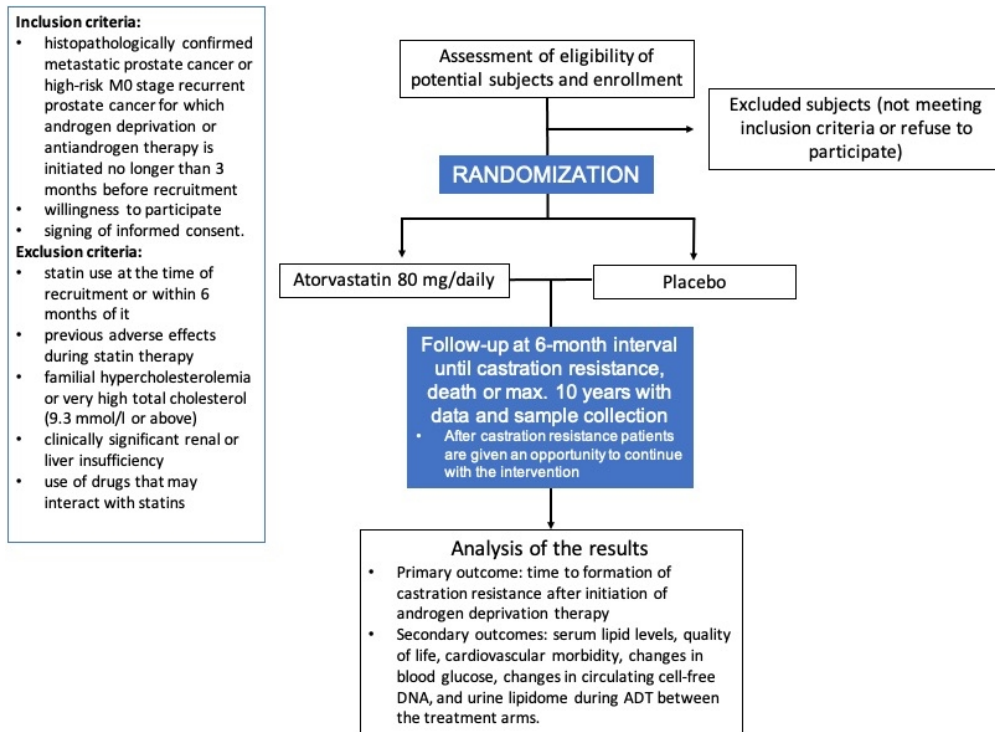 Inclusion criteria:
• histopathologically confirmed
metastatic prostate cancer or
high-risk M0 stage recurrent
prostate cancer for which
androgen deprivation or
antiandrogen therapy is
initiated no longer than 3
months before recruitment
• willingness to participate
• signing of informed consent.
Exclusion criteria:
• statin use at the time of
recruitment or within 6
months of it
• previous adverse effects
during statin therapy
• familial hypercholesterolemia
or very high total cholesterol
(9.3 mmol/l or above)
• clinically significant renal or
liver insufficiency
• use of drugs that may
interact with statins
Assessment of eligibility of
potential subjects and enrollment
Excluded subjects (not meeting
inclusion criteria or refuse to
participate)
RANDOMIZATION
Atorvastatin 80 mg/daily
Placebo
Follow-up at 6-month interval
until castration resistance,
death or max. 10 years with
data and sample collection
• After castration resistance patients
are given an opportunity to continue
with the intervention
Analysis of the results
• Primary outcome: time to formation of
castration resistance after initiation of
androgen deprivation therapy
• Secondary outcomes: serum lipid levels, quality
of life, cardiovascular morbidity, changes in
blood glucose, changes in circulating cell-free
DNA, and urine lipidome during ADT between
the treatment arms.